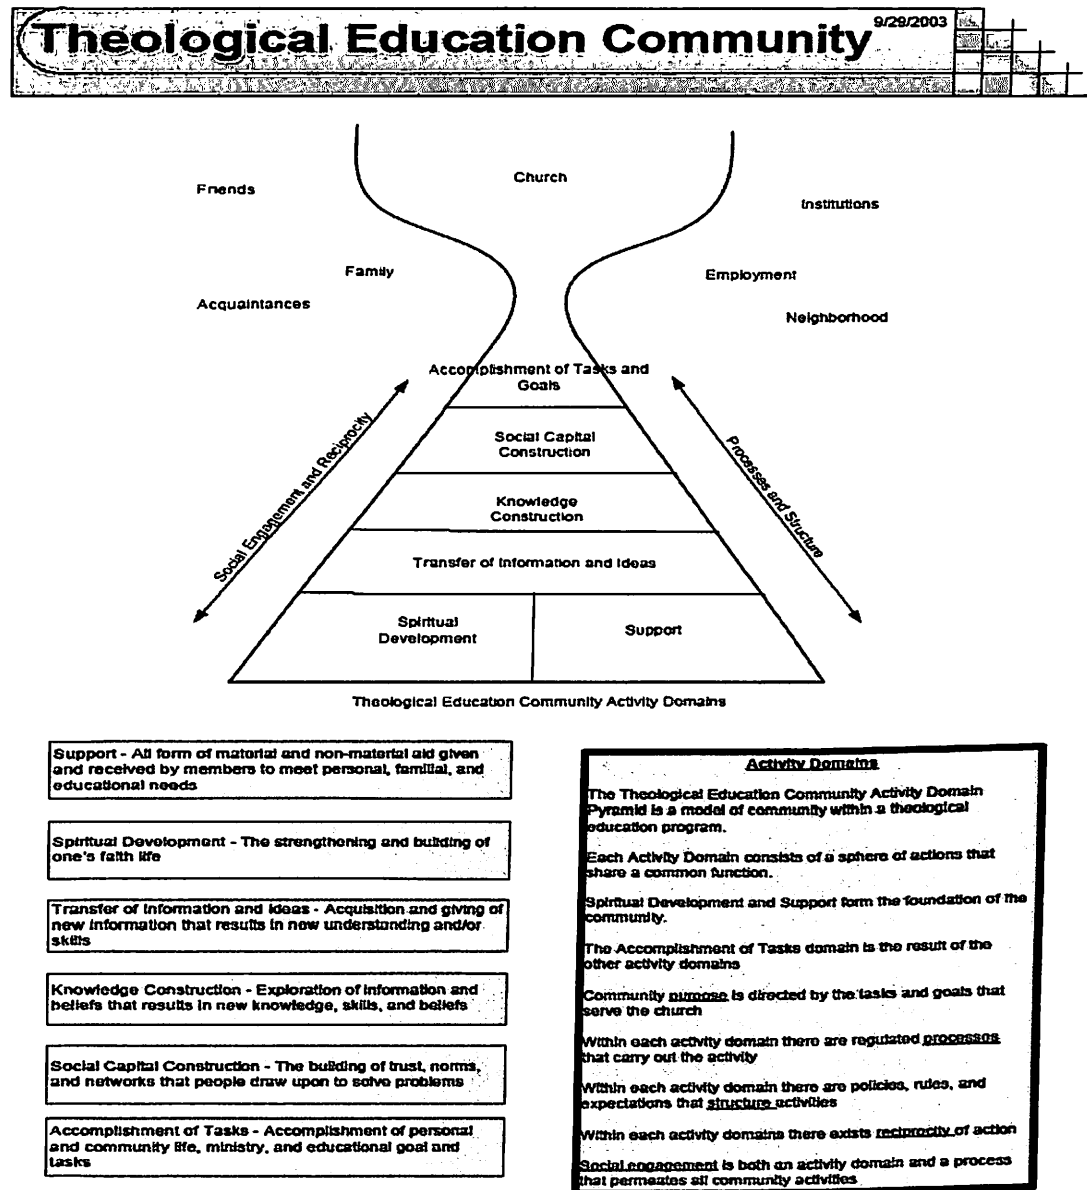 Theological Education Community
9/29/2003
Church
Friends
Institutions
Family
Employment
Acquaintances
Neighborhood
Accomplishment of Tasks and
Goals
Social Capital
Construction
Knowledge
Construction
Transfer of Information and Ideas
Spiritual
Development
Support
Social Engagement and Reciprocity
Processes and Structure
Theological Education Community Activity Domains
Support - All form of material and non-material aid given
and received by members to meet personal, familial, and
educational needs
Spiritual Development - The strengthening and building of
one's faith life
Transfer of Information and Ideas - Acquisition and giving of
new information that results in new understanding and/or
skills
Knowledge Construction - Exploration of information and
beliefs that results in new knowledge, skills, and beliefs
Social Capital Construction - The building of trust, norms,
and networks that people draw upon to solve problems
Accomplishment of Tasks - Accomplishment of personal
and community life, ministry, and educational goal and
tasks
Activity Domains
The Theological Education Community Activity Domain
Pyramid is a model of community within a theological
education program.
Each Activity Domain consists of a sphere of actions that
share a common function.
Spiritual Development and Support form the foundation of the
community.
The Accomplishment of Tasks domain is the result of the
other activity domains
Community purpose is directed by the tasks and goals that
serve the church
Within each activity domain there are regulated processes
that carry out the activity
Within each activity domain there are policies, rules, and
expectations that structure activities
Within each activity domains there exists reciprocity of action
Social engagement is both an activity domain and a process
that permeates all community activities